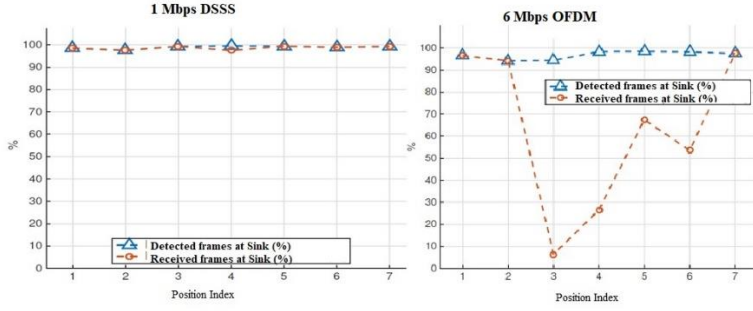 1 Mbps DSSS
100
90
80
70
60
50
40
30
20
10
0
%
Detected frames at Sink (%)
Received frames at Sink (%)
1 2 3 4 5 6 7
Position Index
6 Mbps OFDM
100
90
80
70
60
50
40
30
20
10
0
%
Detected frames at Sink (%)
Received frames at Sink (%)
1 2 3 4 5 6 7
Position Index